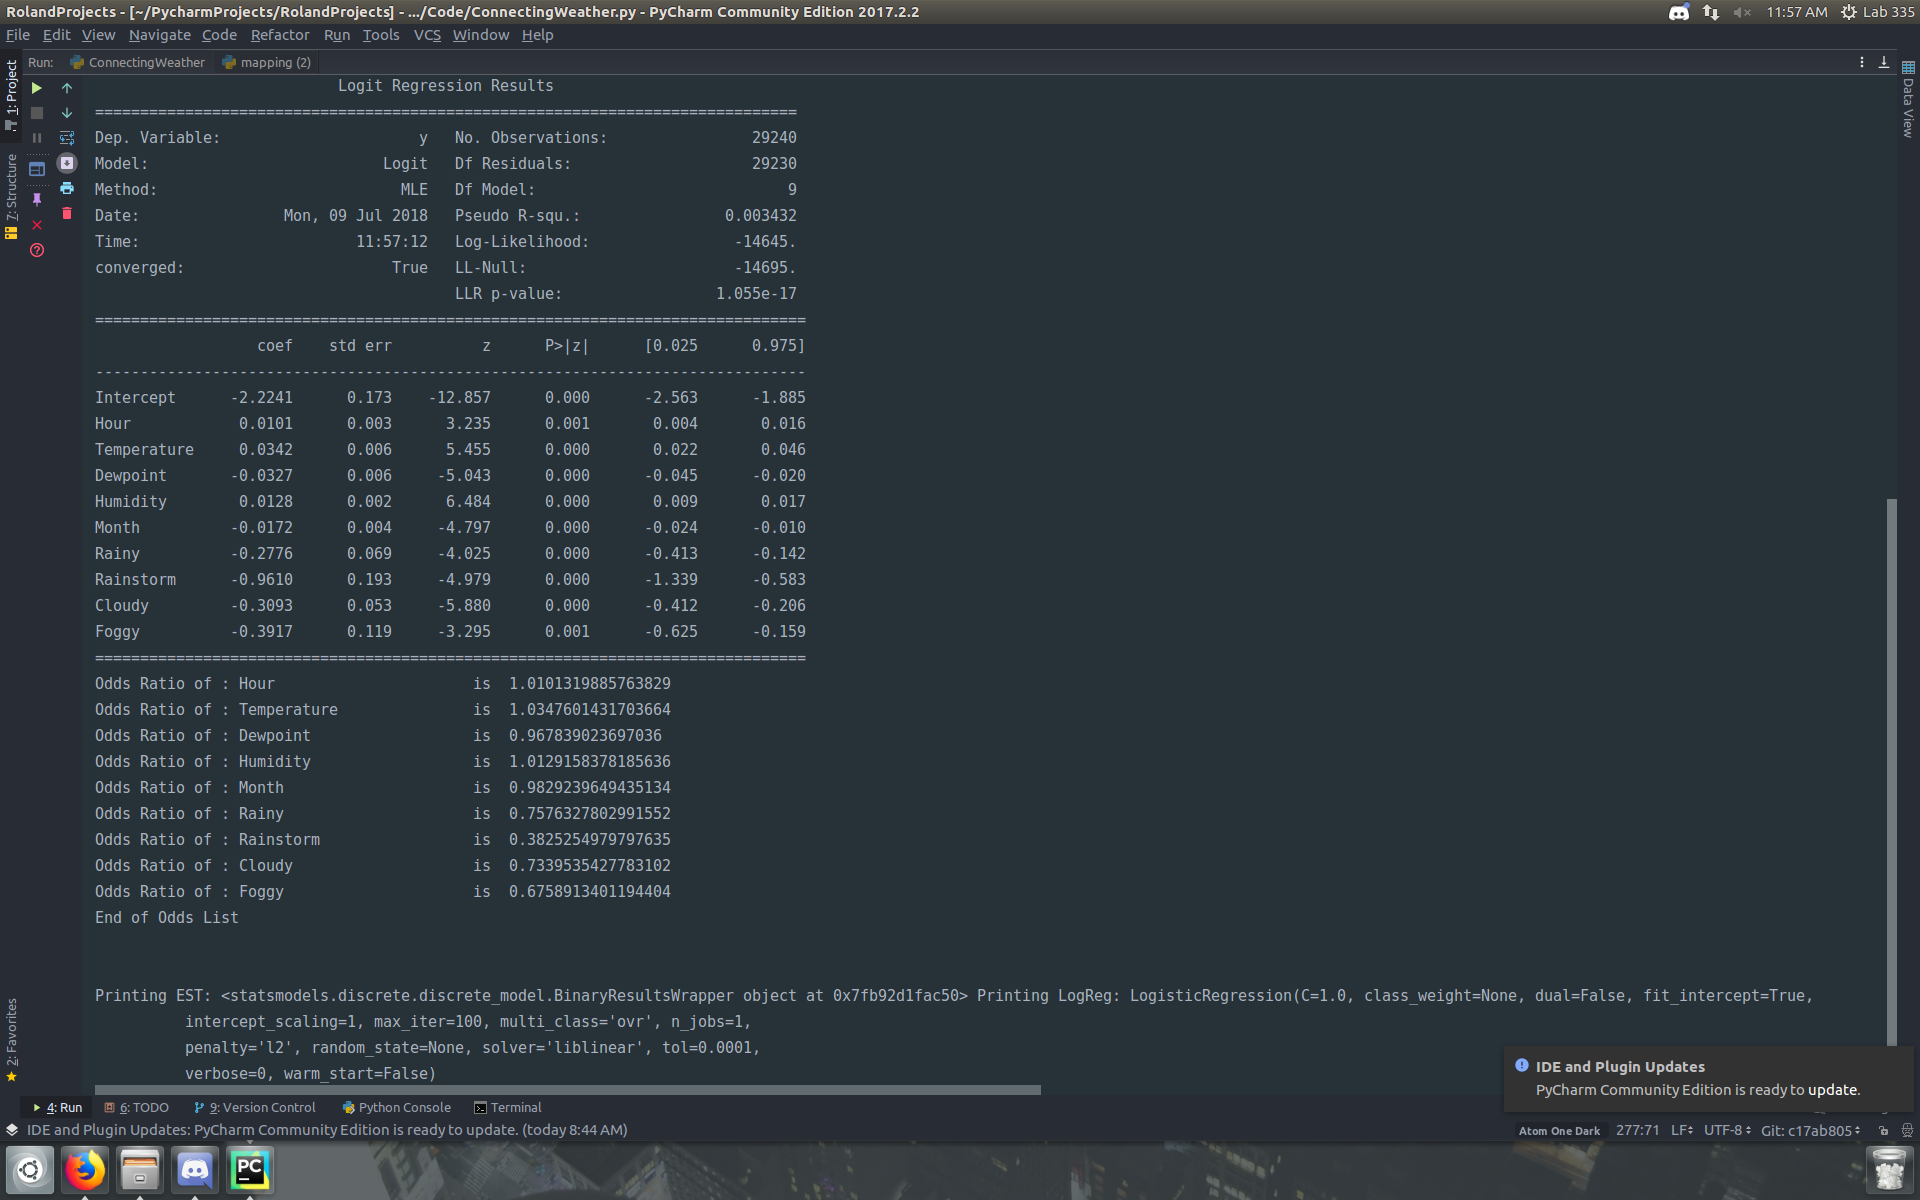 RolandProjects - [~/PycharmProjects/RolandProjects] - .../Code/ConnectingWeather.py - PyCharm Community Edition 2017.2.2
11:57 AM Lab 335
File Edit View Navigate Code Refactor Run Tools VCS Window Help
Run: ConnectingWeather mapping (2)
1: Project
7: Structure
2: Favorites
Data View
Logit Regression Results
==============================================================================
Dep. Variable: y No. Observations: 29240
Model: Logit Df Residuals: 29230
Method: MLE Df Model: 9
Date: Mon, 09 Jul 2018 Pseudo R-squ.: 0.003432
Time: 11:57:12 Log-Likelihood: -14645.
converged: True LL-Null: -14695.
LLR p-value: 1.055e-17
===============================================================================
coef std err z P>|z| [0.025 0.975]
-------------------------------------------------------------------------------
Intercept -2.2241 0.173 -12.857 0.000 -2.563 -1.885
Hour 0.0101 0.003 3.235 0.001 0.004 0.016
Temperature 0.0342 0.006 5.455 0.000 0.022 0.046
Dewpoint -0.0327 0.006 -5.043 0.000 -0.045 -0.020
Humidity 0.0128 0.002 6.484 0.000 0.009 0.017
Month -0.0172 0.004 -4.797 0.000 -0.024 -0.010
Rainy -0.2776 0.069 -4.025 0.000 -0.413 -0.142
Rainstorm -0.9610 0.193 -4.979 0.000 -1.339 -0.583
Cloudy -0.3093 0.053 -5.880 0.000 -0.412 -0.206
Foggy -0.3917 0.119 -3.295 0.001 -0.625 -0.159
===============================================================================
Odds Ratio of : Hour is 1.0101319885763829
Odds Ratio of : Temperature is 1.0347601431703664
Odds Ratio of : Dewpoint is 0.967839023697036
Odds Ratio of : Humidity is 1.0129158378185636
Odds Ratio of : Month is 0.9829239649435134
Odds Ratio of : Rainy is 0.7576327802991552
Odds Ratio of : Rainstorm is 0.3825254979797635
Odds Ratio of : Cloudy is 0.7339535427783102
Odds Ratio of : Foggy is 0.6758913401194404
End of Odds List
Printing EST: <statsmodels.discrete.discrete_model.BinaryResultsWrapper object at 0x7fb92d1fac50> Printing LogReg: LogisticRegression(C=1.0, class_weight=None, dual=False, fit_intercept=True,
intercept_scaling=1, max_iter=100, multi_class='ovr', n_jobs=1,
penalty='l2', random_state=None, solver='liblinear', tol=0.0001,
verbose=0, warm_start=False)
IDE and Plugin Updates
PyCharm Community Edition is ready to update.
4: Run 6: TODO 9: Version Control Python Console Terminal
IDE and Plugin Updates: PyCharm Community Edition is ready to update. (today 8:44 AM)
Atom One Dark 277:71 LF UTF-8 Git: c17ab805
PC